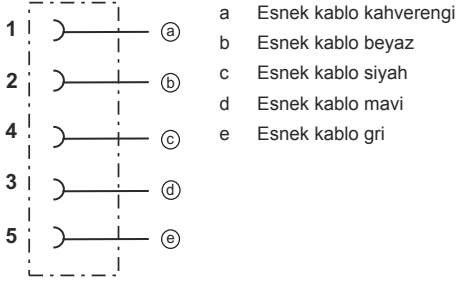 1 a
2 b
4 c
3 d
5 e
a Esnek kablo kahverengi
b Esnek kablo beyaz
c Esnek kablo siyah
d Esnek kablo mavi
e Esnek kablo gri